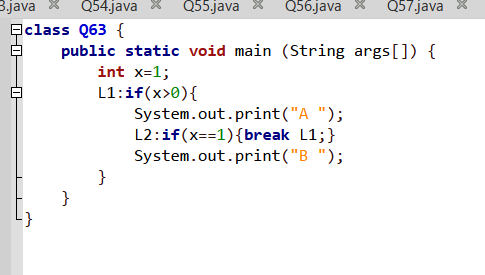 3.java Q54.java Q55.java Q56.java Q57.java
class Q63 {
    public static void main (String args[]) {
        int x=1;
        L1:if(x>0){
            System.out.print("A ");
            L2:if(x==1){break L1;}
            System.out.print("B ");
        }
    }
}